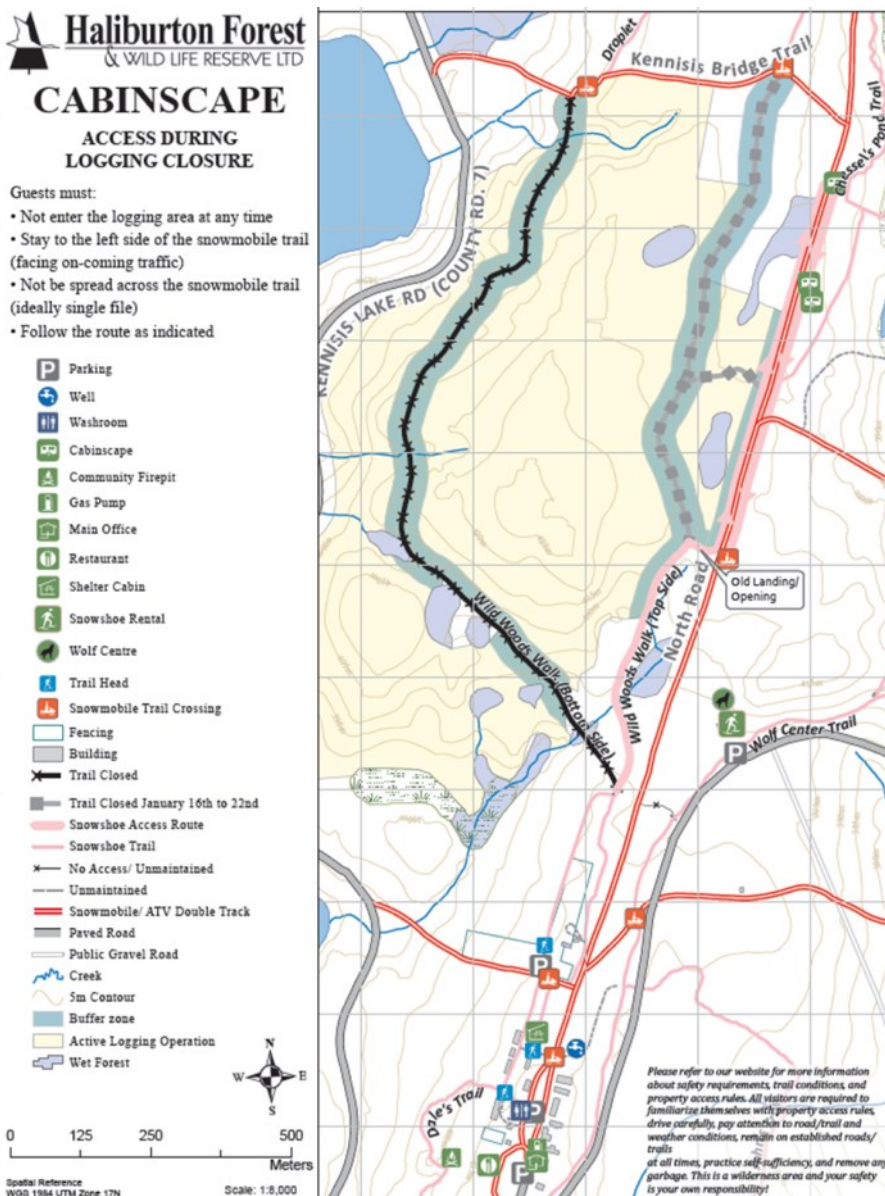 Haliburton Forest
& WILD LIFE RESERVE LTD
CABINSCAPE
ACCESS DURING
LOGGING CLOSURE
Guests must:
• Not enter the logging area at any time
• Stay to the left side of the snowmobile trail
(facing on-coming traffic)
• Not be spread across the snowmobile trail
(ideally single file)
• Follow the route as indicated
P Parking
Well
Washroom
Cabinscape
Community Firepit
Gas Pump
Main Office
Restaurant
Shelter Cabin
Snowshoe Rental
Wolf Centre
Trail Head
Snowmobile Trail Crossing
Fencing
Building
Trail Closed
Trail Closed January 16th to 22nd
Snowshoe Access Route
Snowshoe Trail
No Access/ Unmaintained
Unmaintained
Snowmobile/ ATV Double Track
Paved Road
Public Gravel Road
Creek
5m Contour
Buffer zone
Active Logging Operation
Wet Forest
N
W E
S
0 125 250 500
Meters
Spatial Reference
WGS 1984 UTM Zone 17N
Scale: 1:8,000
Droplet
Kennisis Bridge Trail
Chessel's Pond Trail
KENNISIS LAKE RD (COUNTY RD. 7)
Old Landing/
Opening
North Road
Wild Woods Walk (Top Side)
Wild Woods Walk (Bottom Side)
P
Wolf Center Trail
P
Dale's Trail
P
P
Please refer to our website for more information
about safety requirements, trail conditions, and
property access rules. All visitors are required to
familiarize themselves with property access rules,
drive carefully, pay attention to road/trail and
weather conditions, remain on established roads/
trails
at all times, practice self-sufficiency, and remove any
garbage. This is a wilderness area and your safety
is your own responsibility!